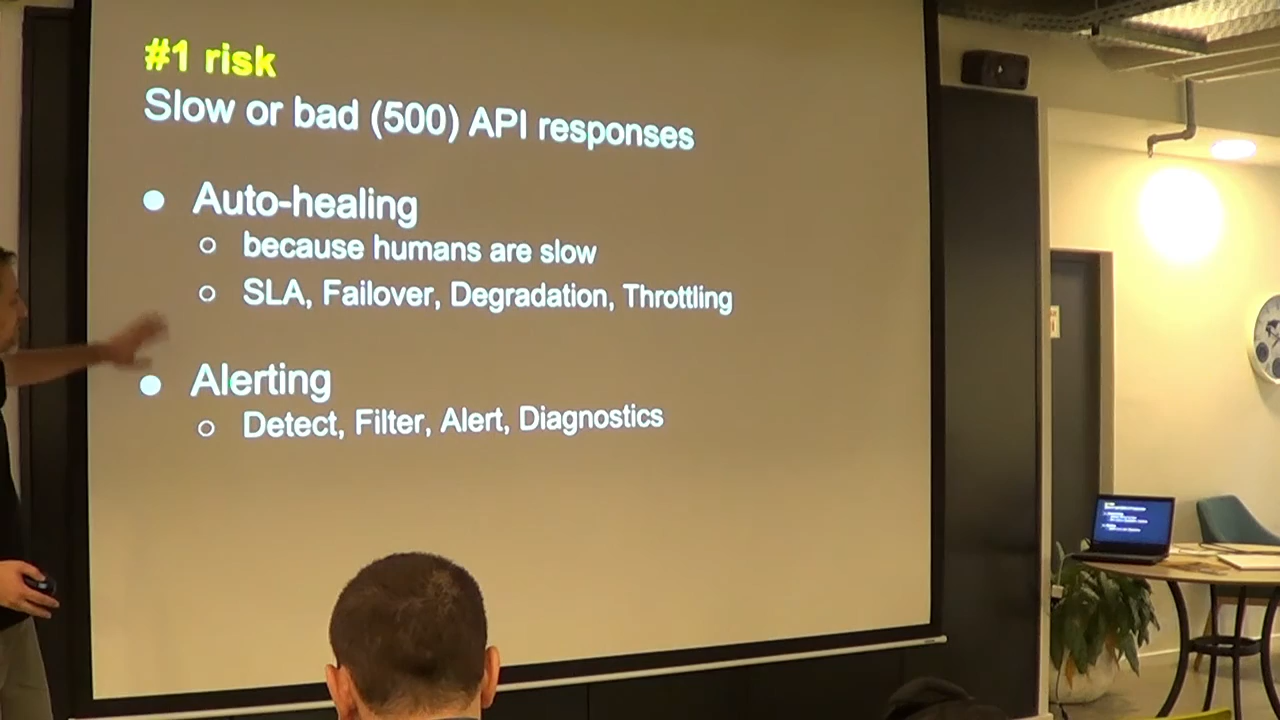 #1 risk
Slow or bad (500) API responses
● Auto-healing
○ because humans are slow
○ SLA, Failover, Degradation, Throttling
● Alerting
○ Detect, Filter, Alert, Diagnostics